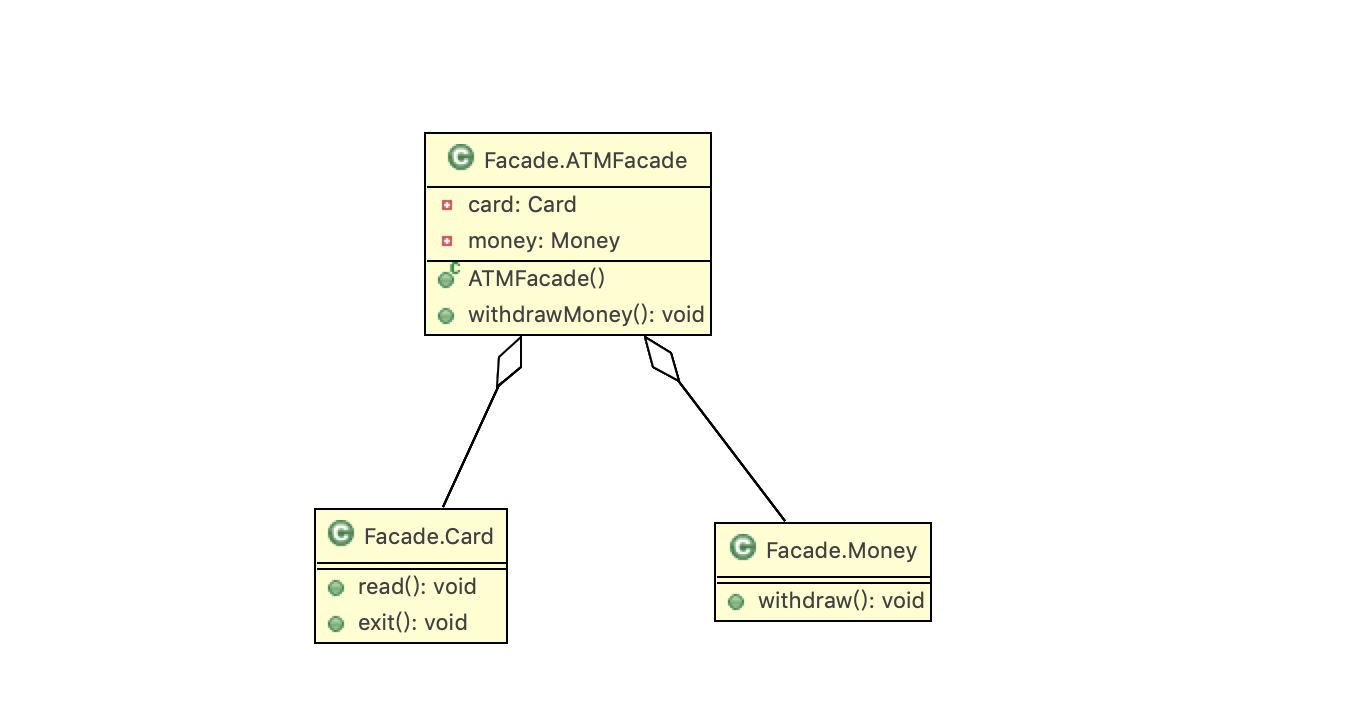 Facade.ATMFacade
card: Card
money: Money
ATMFacade()
withdrawMoney(): void
Facade.Card
read(): void
exit(): void
Facade.Money
withdraw(): void